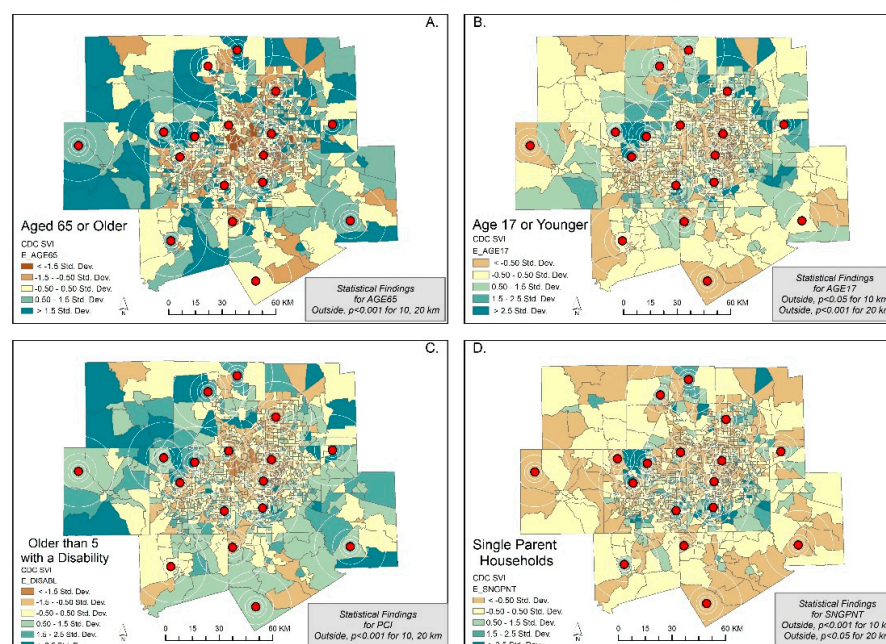 A.
Aged 65 or Older
CDC SVI
E_AGE65
< -1.5 Std. Dev.
-1.5 - -0.50 Std. Dev.
-0.50 - 0.50 Std. Dev.
0.50 - 1.5 Std. Dev.
> 1.5 Std. Dev.
N
0 15 30 60 KM
Statistical Findings
for AGE65
Outside, p<0.001 for 10, 20 km
B.
Age 17 or Younger
CDC SVI
E_AGE17
< -0.50 Std. Dev.
-0.50 - 0.50 Std. Dev.
0.50 - 1.5 Std. Dev.
1.5 - 2.5 Std. Dev.
> 2.5 Std. Dev.
N
0 15 30 60 KM
Statistical Findings
for AGE17
Outside, p<0.05 for 10 km
Outside, p<0.001 for 20 km
C.
Older than 5
with a Disability
CDC SVI
E_DISABL
< -1.5 Std. Dev.
-1.5 - -0.50 Std. Dev.
-0.50 - 0.50 Std. Dev.
0.50 - 1.5 Std. Dev.
1.5 - 2.5 Std. Dev.
N
0 15 30 60 KM
Statistical Findings
for PCI
Outside, p<0.001 for 10, 20 km
D.
Single Parent
Households
CDC SVI
E_SNGPNT
< -0.50 Std. Dev.
-0.50 - 0.50 Std. Dev.
0.50 - 1.5 Std. Dev.
1.5 - 2.5 Std. Dev.
N
0 15 30 60 KM
Statistical Findings
for SNGPNT
Outside, p<0.001 for 10 k
Outside, p<0.05 for 20 k